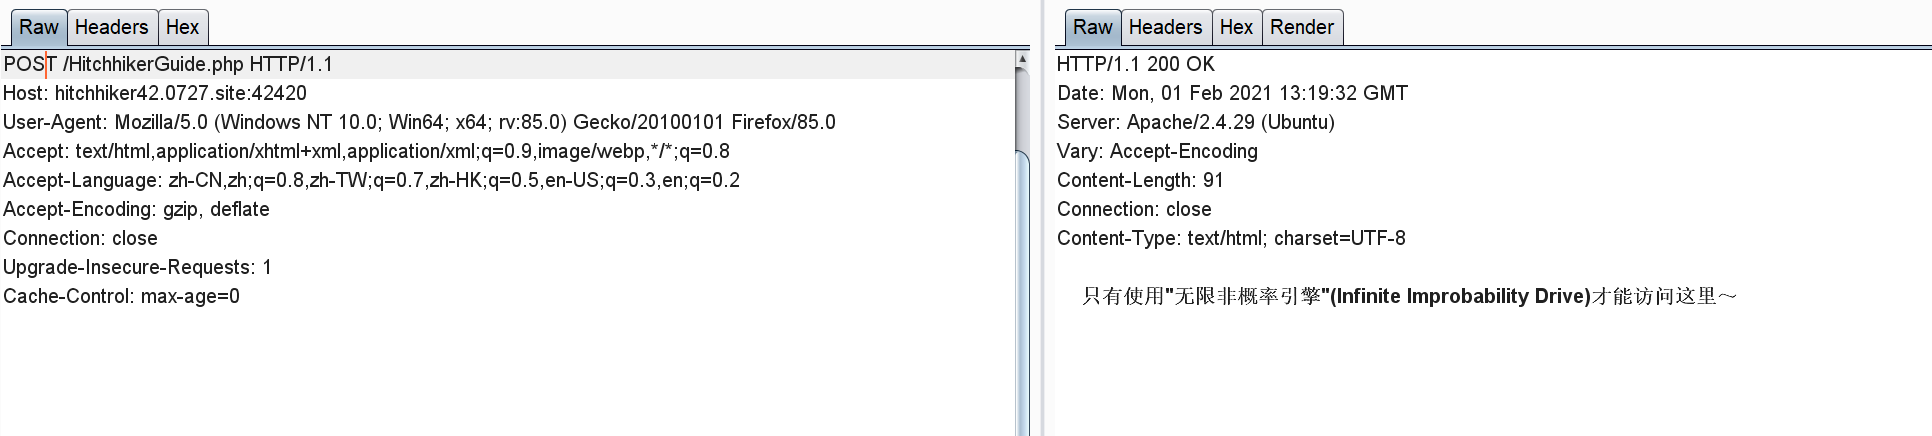 Raw Headers Hex
POST /HitchhikerGuide.php HTTP/1.1
Host: hitchhiker42.0727.site:42420
User-Agent: Mozilla/5.0 (Windows NT 10.0; Win64; x64; rv:85.0) Gecko/20100101 Firefox/85.0
Accept: text/html,application/xhtml+xml,application/xml;q=0.9,image/webp,*/*;q=0.8
Accept-Language: zh-CN,zh;q=0.8,zh-TW;q=0.7,zh-HK;q=0.5,en-US;q=0.3,en;q=0.2
Accept-Encoding: gzip, deflate
Connection: close
Upgrade-Insecure-Requests: 1
Cache-Control: max-age=0
Raw Headers Hex Render
HTTP/1.1 200 OK
Date: Mon, 01 Feb 2021 13:19:32 GMT
Server: Apache/2.4.29 (Ubuntu)
Vary: Accept-Encoding
Content-Length: 91
Connection: close
Content-Type: text/html; charset=UTF-8
只有使用"无限非概率引擎"(Infinite Improbability Drive)才能访问这里～